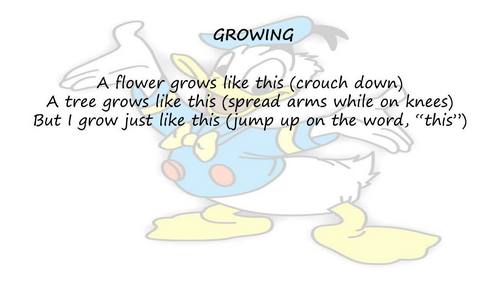 GROWING
A flower grows like this (crouch down)
A tree grows like this (spread arms while on knees)
But I grow just like this (jump up on the word, “this”)